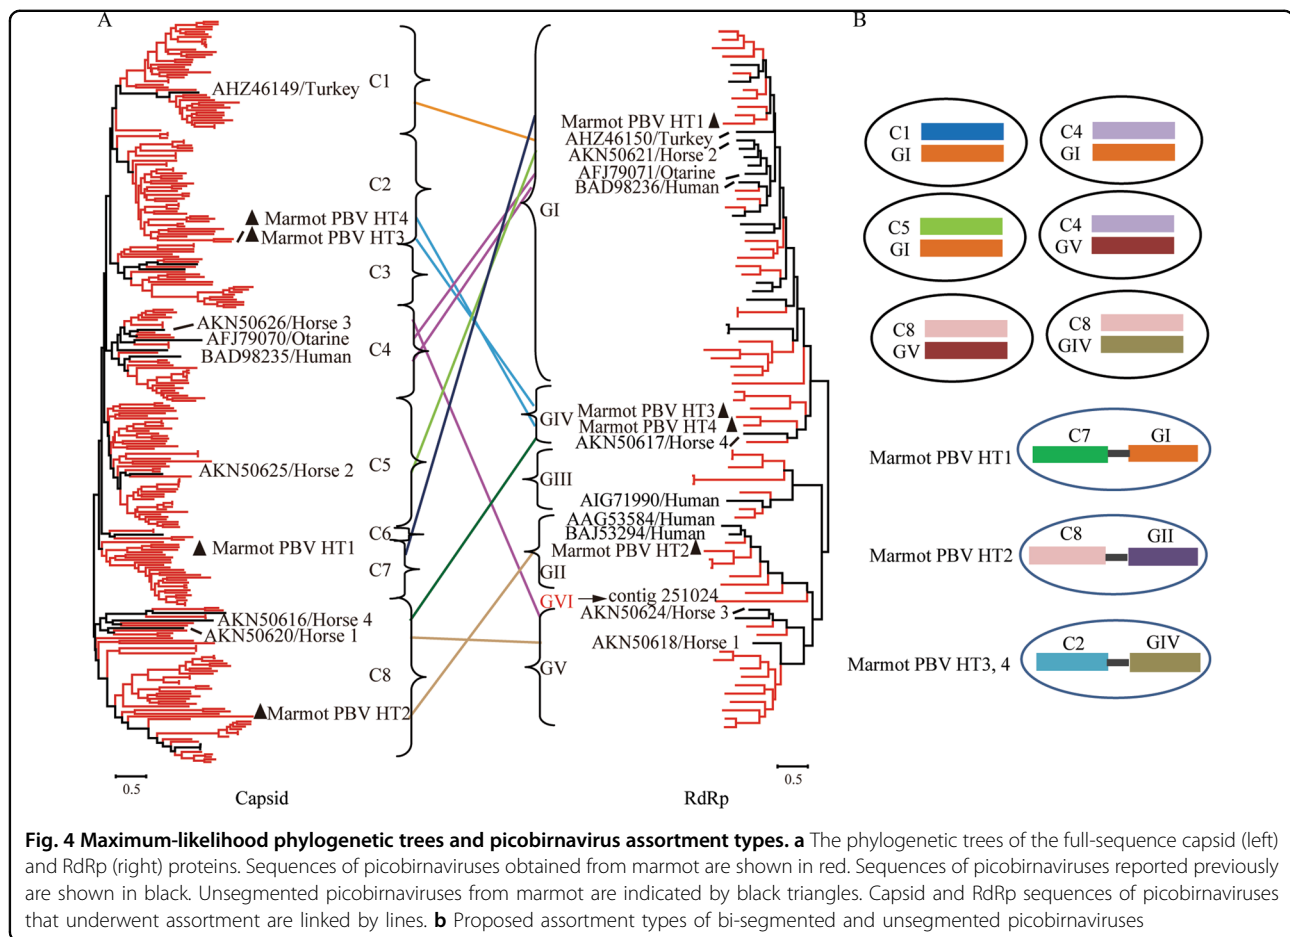 A
AHZ46149/Turkey
C1
C2
Marmot PBV HT4
Marmot PBV HT3
C3
AKN50626/Horse 3
AFJ79070/Otarine
BAD98235/Human
C4
AKN50625/Horse 2
C5
C6
Marmot PBV HT1
C7
AKN50616/Horse 4
AKN50620/Horse 1
C8
Marmot PBV HT2
0.5
Capsid
Marmot PBV HT1
AHZ46150/Turkey
AKN50621/Horse 2
AFJ79071/Otarine
BAD98236/Human
GI
Marmot PBV HT3
GIV
Marmot PBV HT4
AKN50617/Horse 4
GIII
AIG71990/Human
AAG53584/Human
BAJ53294/Human
Marmot PBV HT2
GII
GVI
contig 251024
AKN50624/Horse 3
AKN50618/Horse 1
GV
0.5
RdRp
B
C1
GI
C4
GI
C5
GI
C4
GV
C8
GV
C8
GIV
C7 GI
Marmot PBV HT1
C8 GII
Marmot PBV HT2
C2 GIV
Marmot PBV HT3, 4
Fig. 4 Maximum-likelihood phylogenetic trees and picobirnavirus assortment types. a The phylogenetic trees of the full-sequence capsid (left)
and RdRp (right) proteins. Sequences of picobirnaviruses obtained from marmot are shown in red. Sequences of picobirnaviruses reported previously
are shown in black. Unsegmented picobirnaviruses from marmot are indicated by black triangles. Capsid and RdRp sequences of picobirnaviruses
that underwent assortment are linked by lines. b Proposed assortment types of bi-segmented and unsegmented picobirnaviruses